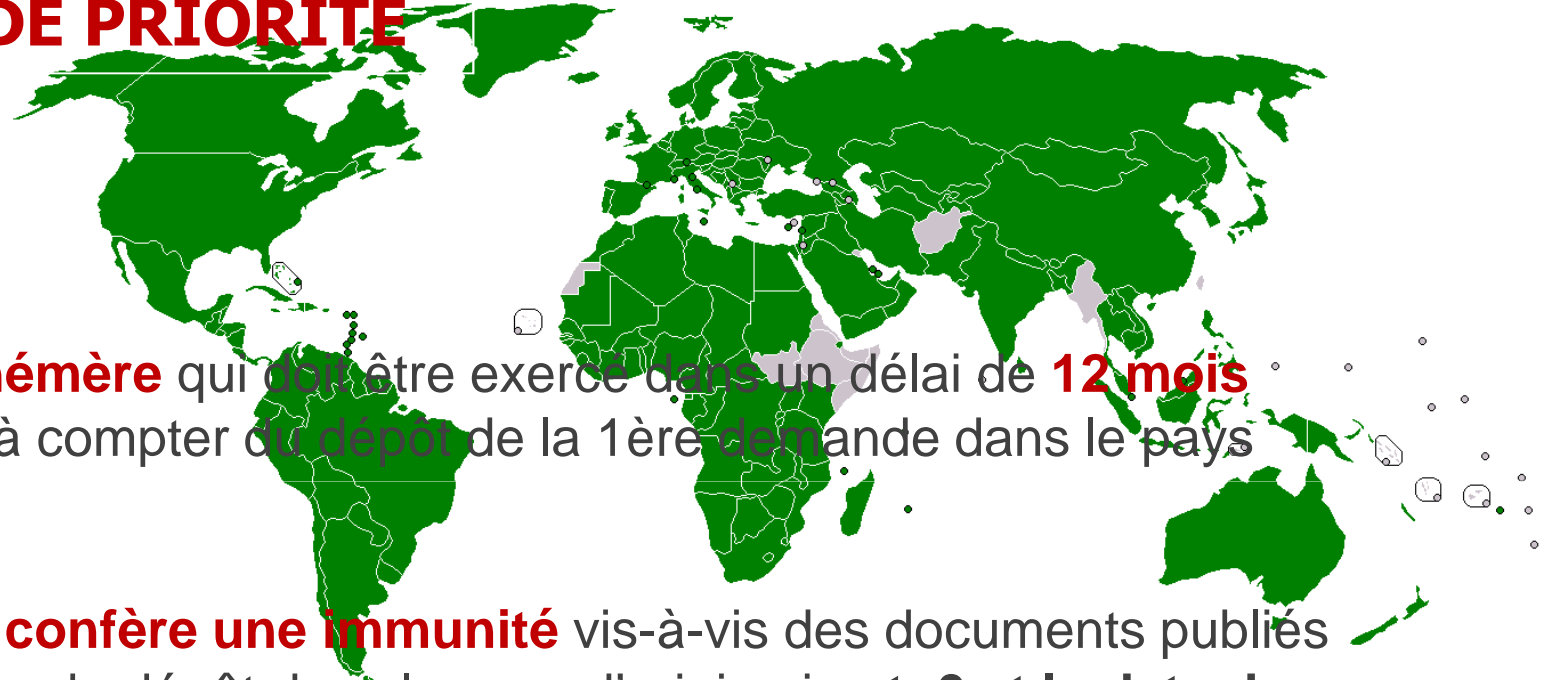 DE PRIORITE
émère qui doit être exercé dans un délai de 12 mois
à compter du dépôt de la 1ère demande dans le pays
confère une immunité vis-à-vis des documents publiés